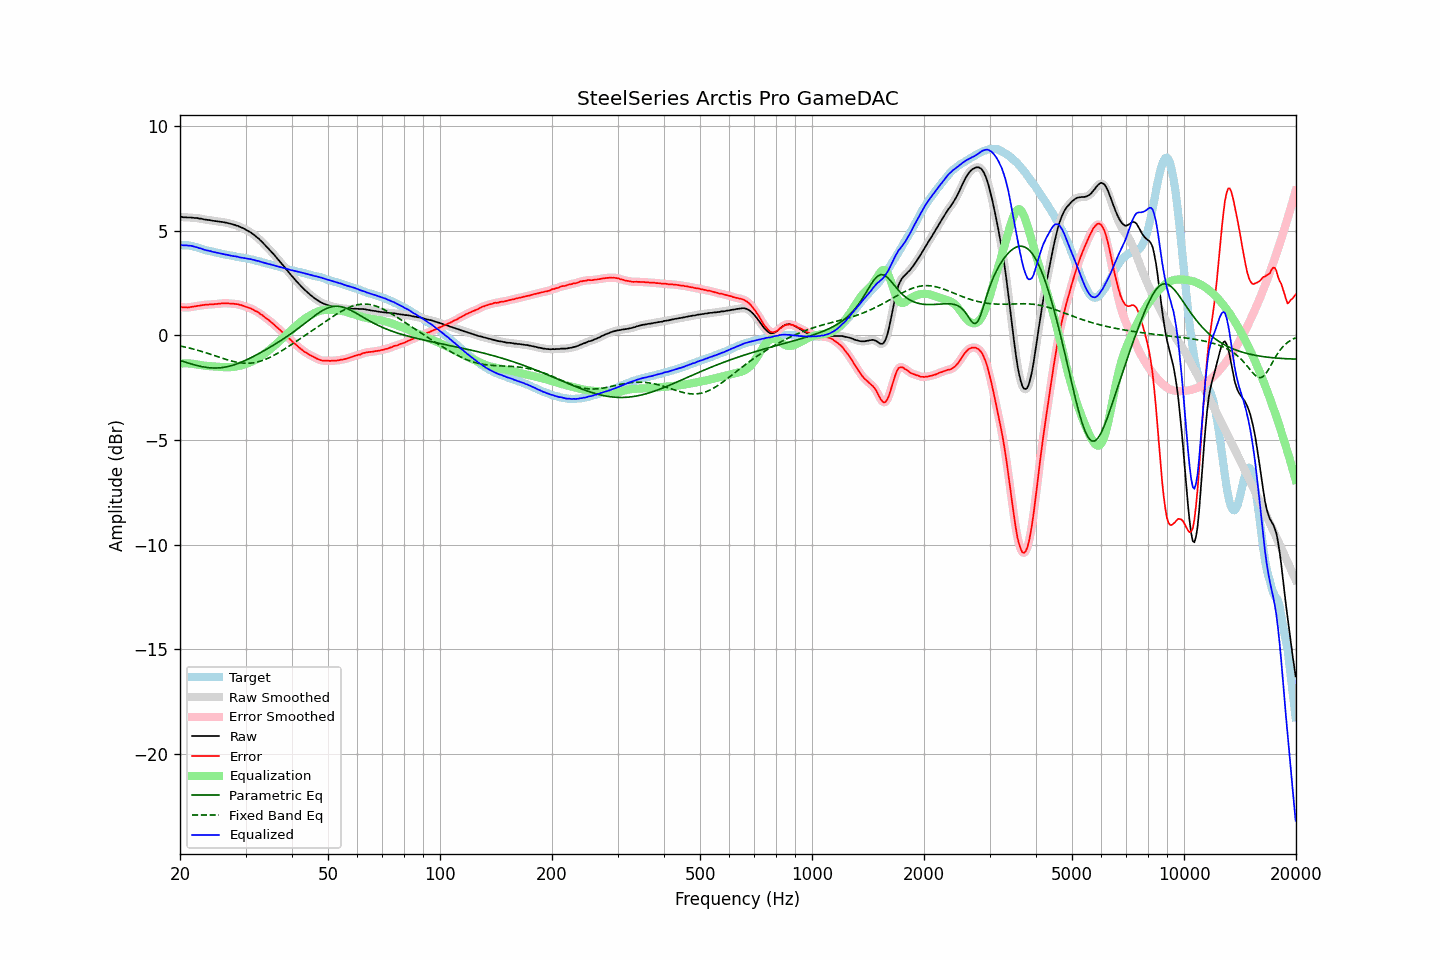 SteelSeries Arctis Pro GameDAC
10
5
0
−5
−10
−15
−20
Amplitude (dBr)
Target
Raw Smoothed
Error Smoothed
Raw
Error
Equalization
Parametric Eq
Fixed Band Eq
Equalized
20 50 100 200 500 1000 2000 5000 10000 20000
Frequency (Hz)